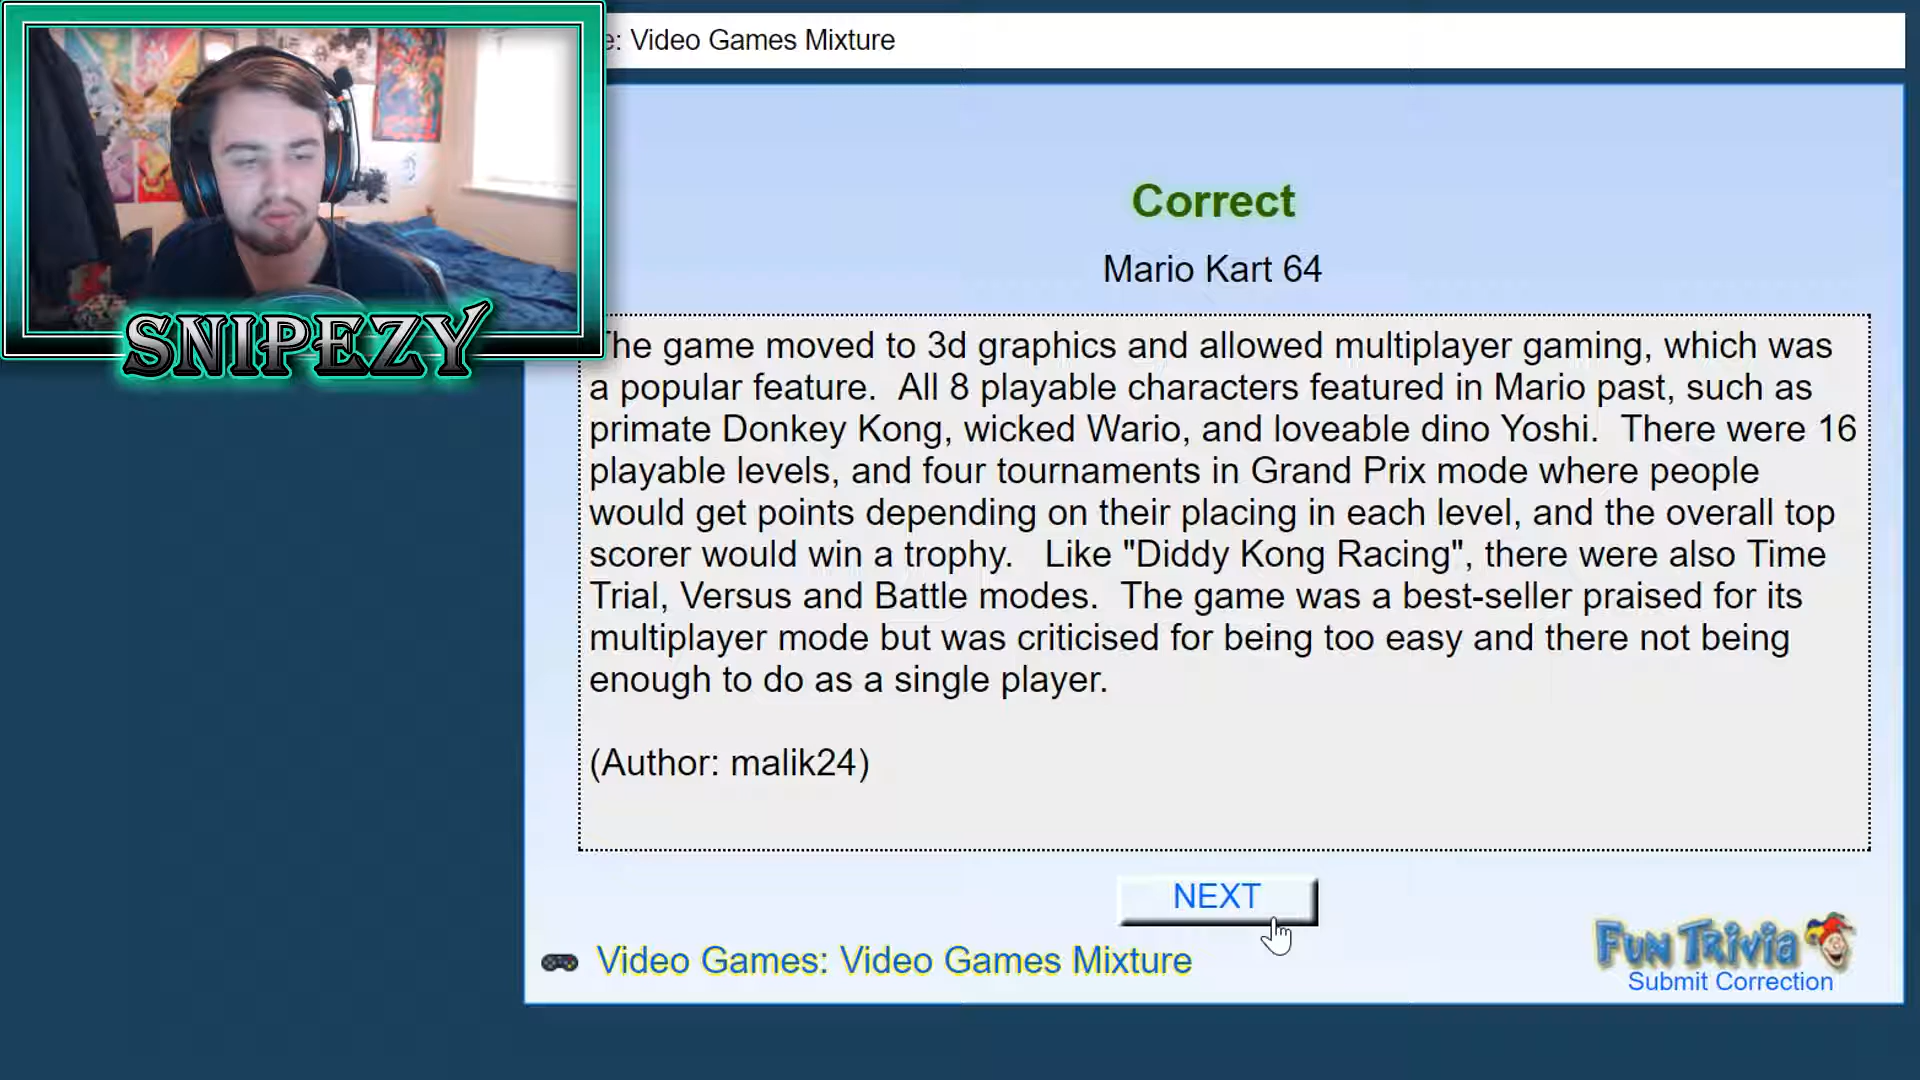 e: Video Games Mixture
SNIPEZY
Correct
Mario Kart 64
The game moved to 3d graphics and allowed multiplayer gaming, which was
a popular feature.  All 8 playable characters featured in Mario past, such as
primate Donkey Kong, wicked Wario, and loveable dino Yoshi.  There were 16
playable levels, and four tournaments in Grand Prix mode where people
would get points depending on their placing in each level, and the overall top
scorer would win a trophy.   Like "Diddy Kong Racing", there were also Time
Trial, Versus and Battle modes.  The game was a best-seller praised for its
multiplayer mode but was criticised for being too easy and there not being
enough to do as a single player.
(Author: malik24)
NEXT
Video Games: Video Games Mixture
Fun Trivia
Submit Correction